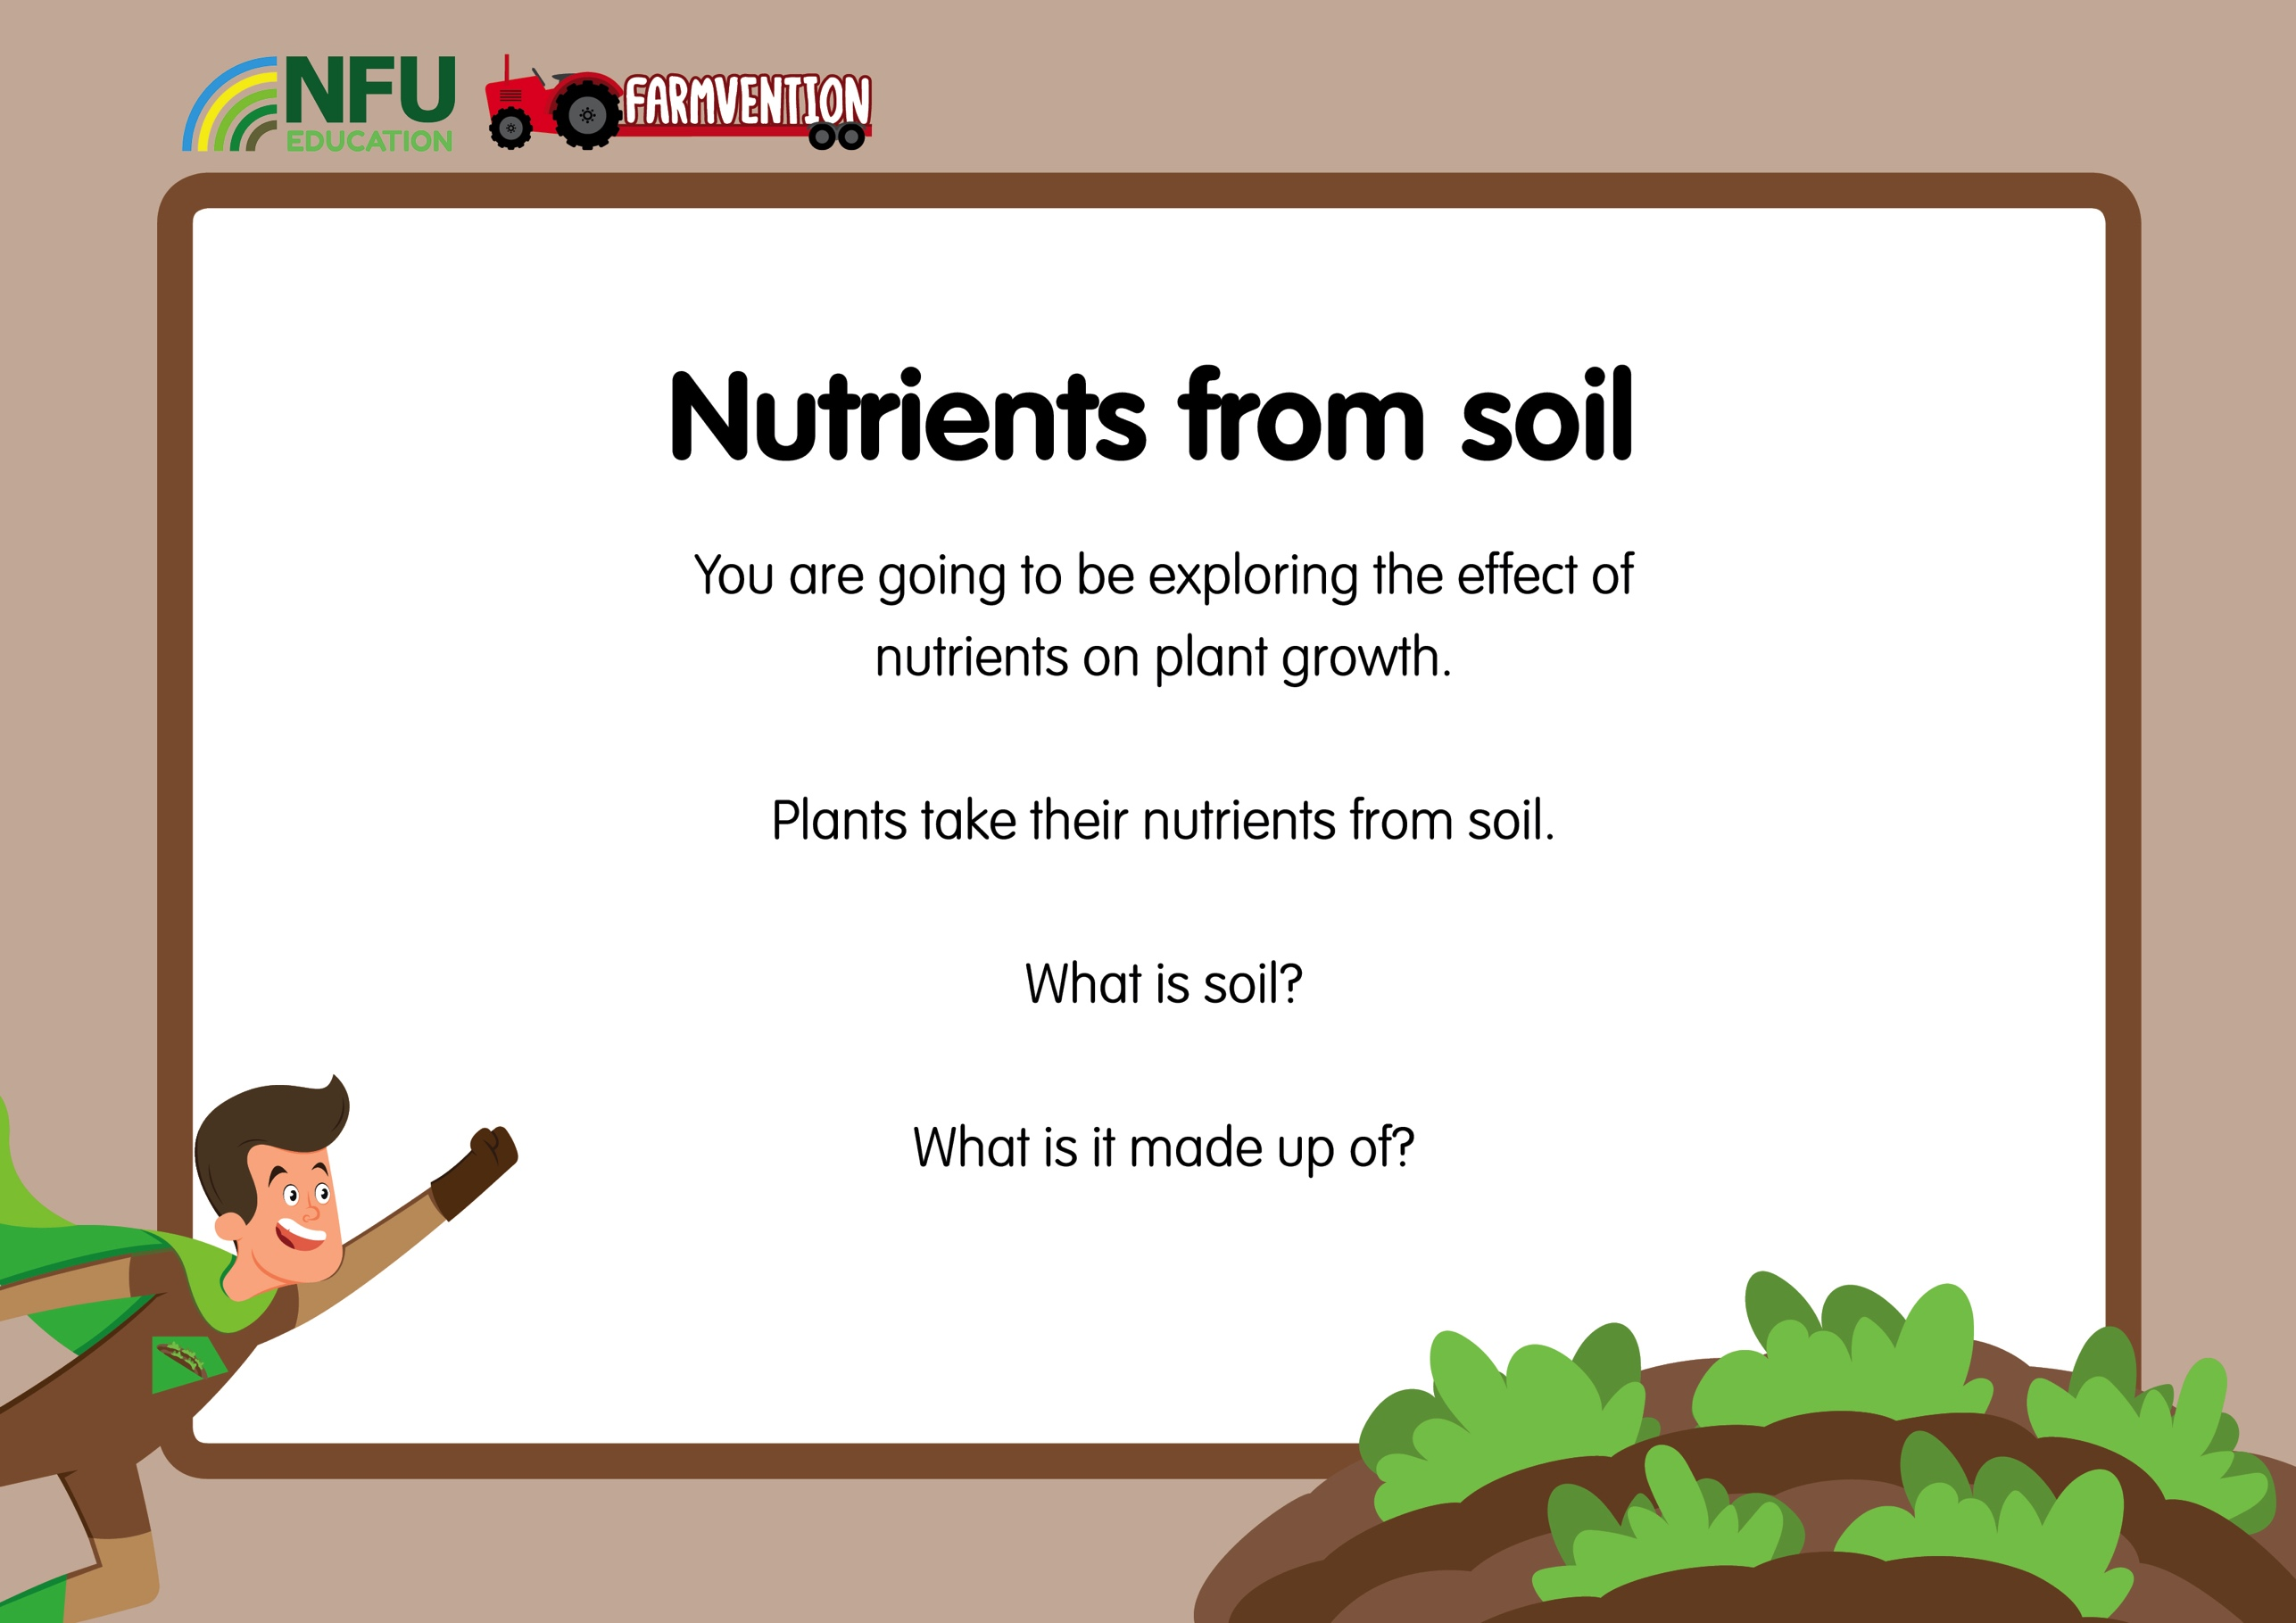 NFU
EDUCATION
FARMVENTION
Nutrients from soil
You are going to be exploring the effect of
nutrients on plant growth.
Plants take their nutrients from soil.
What is soil?
What is it made up of?